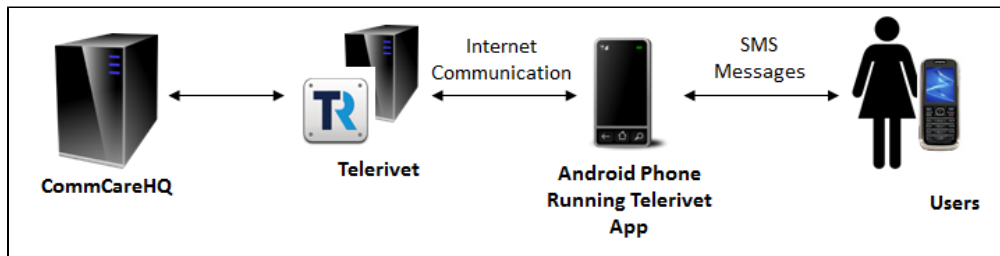 Internet
Communication
SMS
Messages
TR
CommCareHQ
Telerivet
Android Phone
Running Telerivet
App
Users